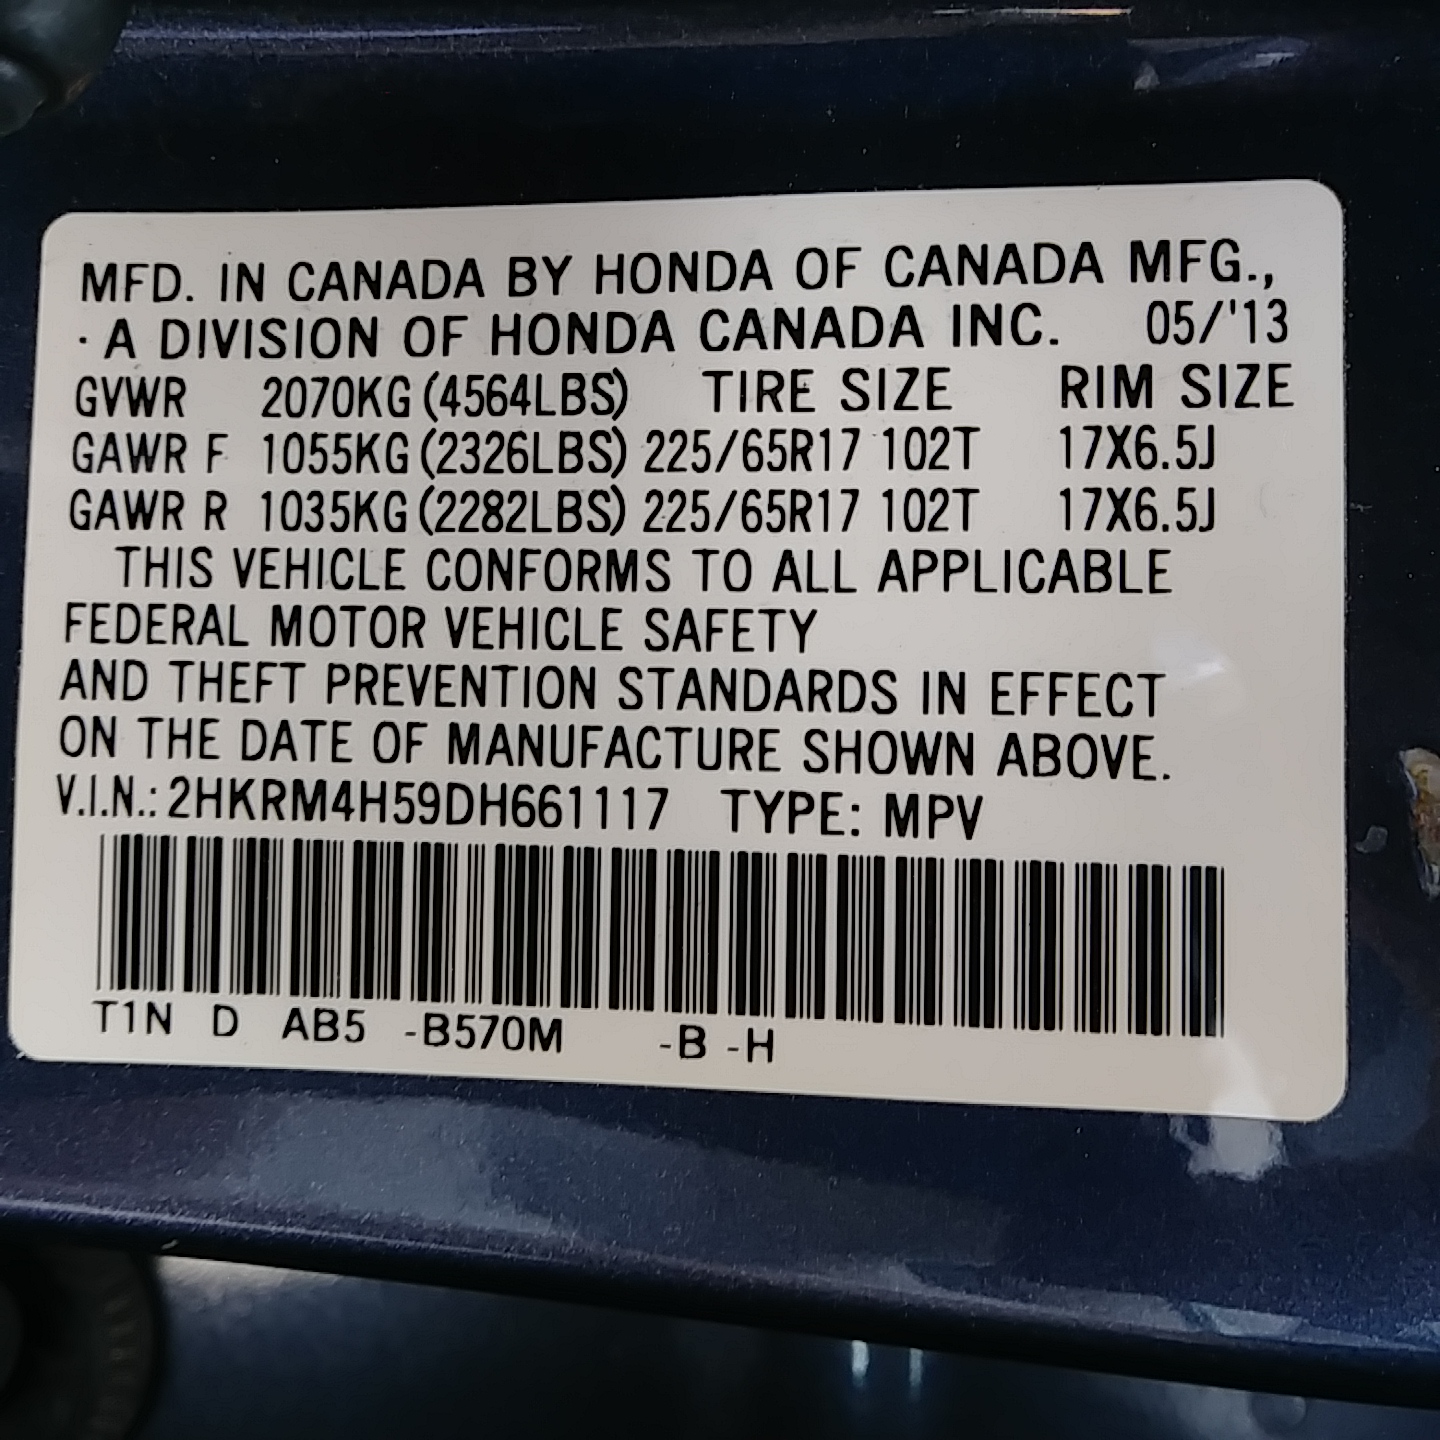 MFD. IN CANADA BY HONDA OF CANADA MFG.,
· A DIVISION OF HONDA CANADA INC. 05/'13
GVWR 2070KG (4564LBS) TIRE SIZE RIM SIZE
GAWR F 1055KG (2326LBS) 225/65R17 102T 17X6.5J
GAWR R 1035KG (2282LBS) 225/65R17 102T 17X6.5J
THIS VEHICLE CONFORMS TO ALL APPLICABLE
FEDERAL MOTOR VEHICLE SAFETY
AND THEFT PREVENTION STANDARDS IN EFFECT
ON THE DATE OF MANUFACTURE SHOWN ABOVE.
V.I.N.: 2HKRM4H59DH661117 TYPE: MPV
T1N D AB5 -B570M -B -H